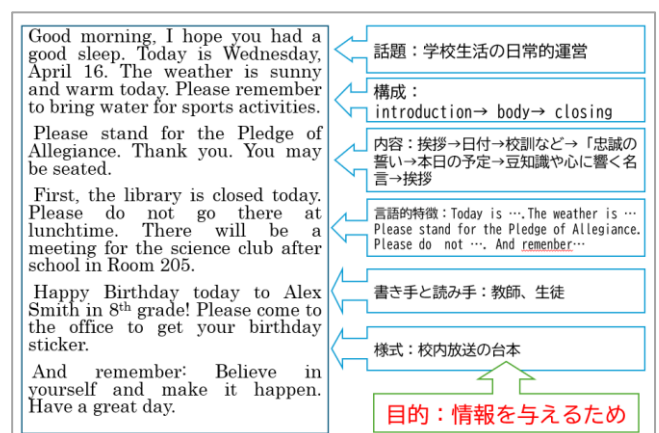 Good morning, I hope you had a
good sleep. Today is Wednesday,
April 16. The weather is sunny
and warm today. Please remember
to bring water for sports activities.
Please stand for the Pledge of
Allegiance. Thank you. You may
be seated.
First, the library is closed today.
Please do not go there at
lunchtime. There will be a
meeting for the science club after
school in Room 205.
Happy Birthday today to Alex
Smith in 8th grade! Please come to
the office to get your birthday
sticker.
And remember: Believe in
yourself and make it happen.
Have a great day.
話題：学校生活の日常的運営
構成：
introduction→ body→ closing
内容：挨拶→日付→校訓など→「忠誠の
誓い→本日の予定→豆知識や心に響く名
言→挨拶
言語的特徴：Today is ….The weather is …
Please stand for the Pledge of Allegiance.
Please do not …. And remenber…
書き手と読み手：教師、生徒
様式：校内放送の台本
目的：情報を与えるため